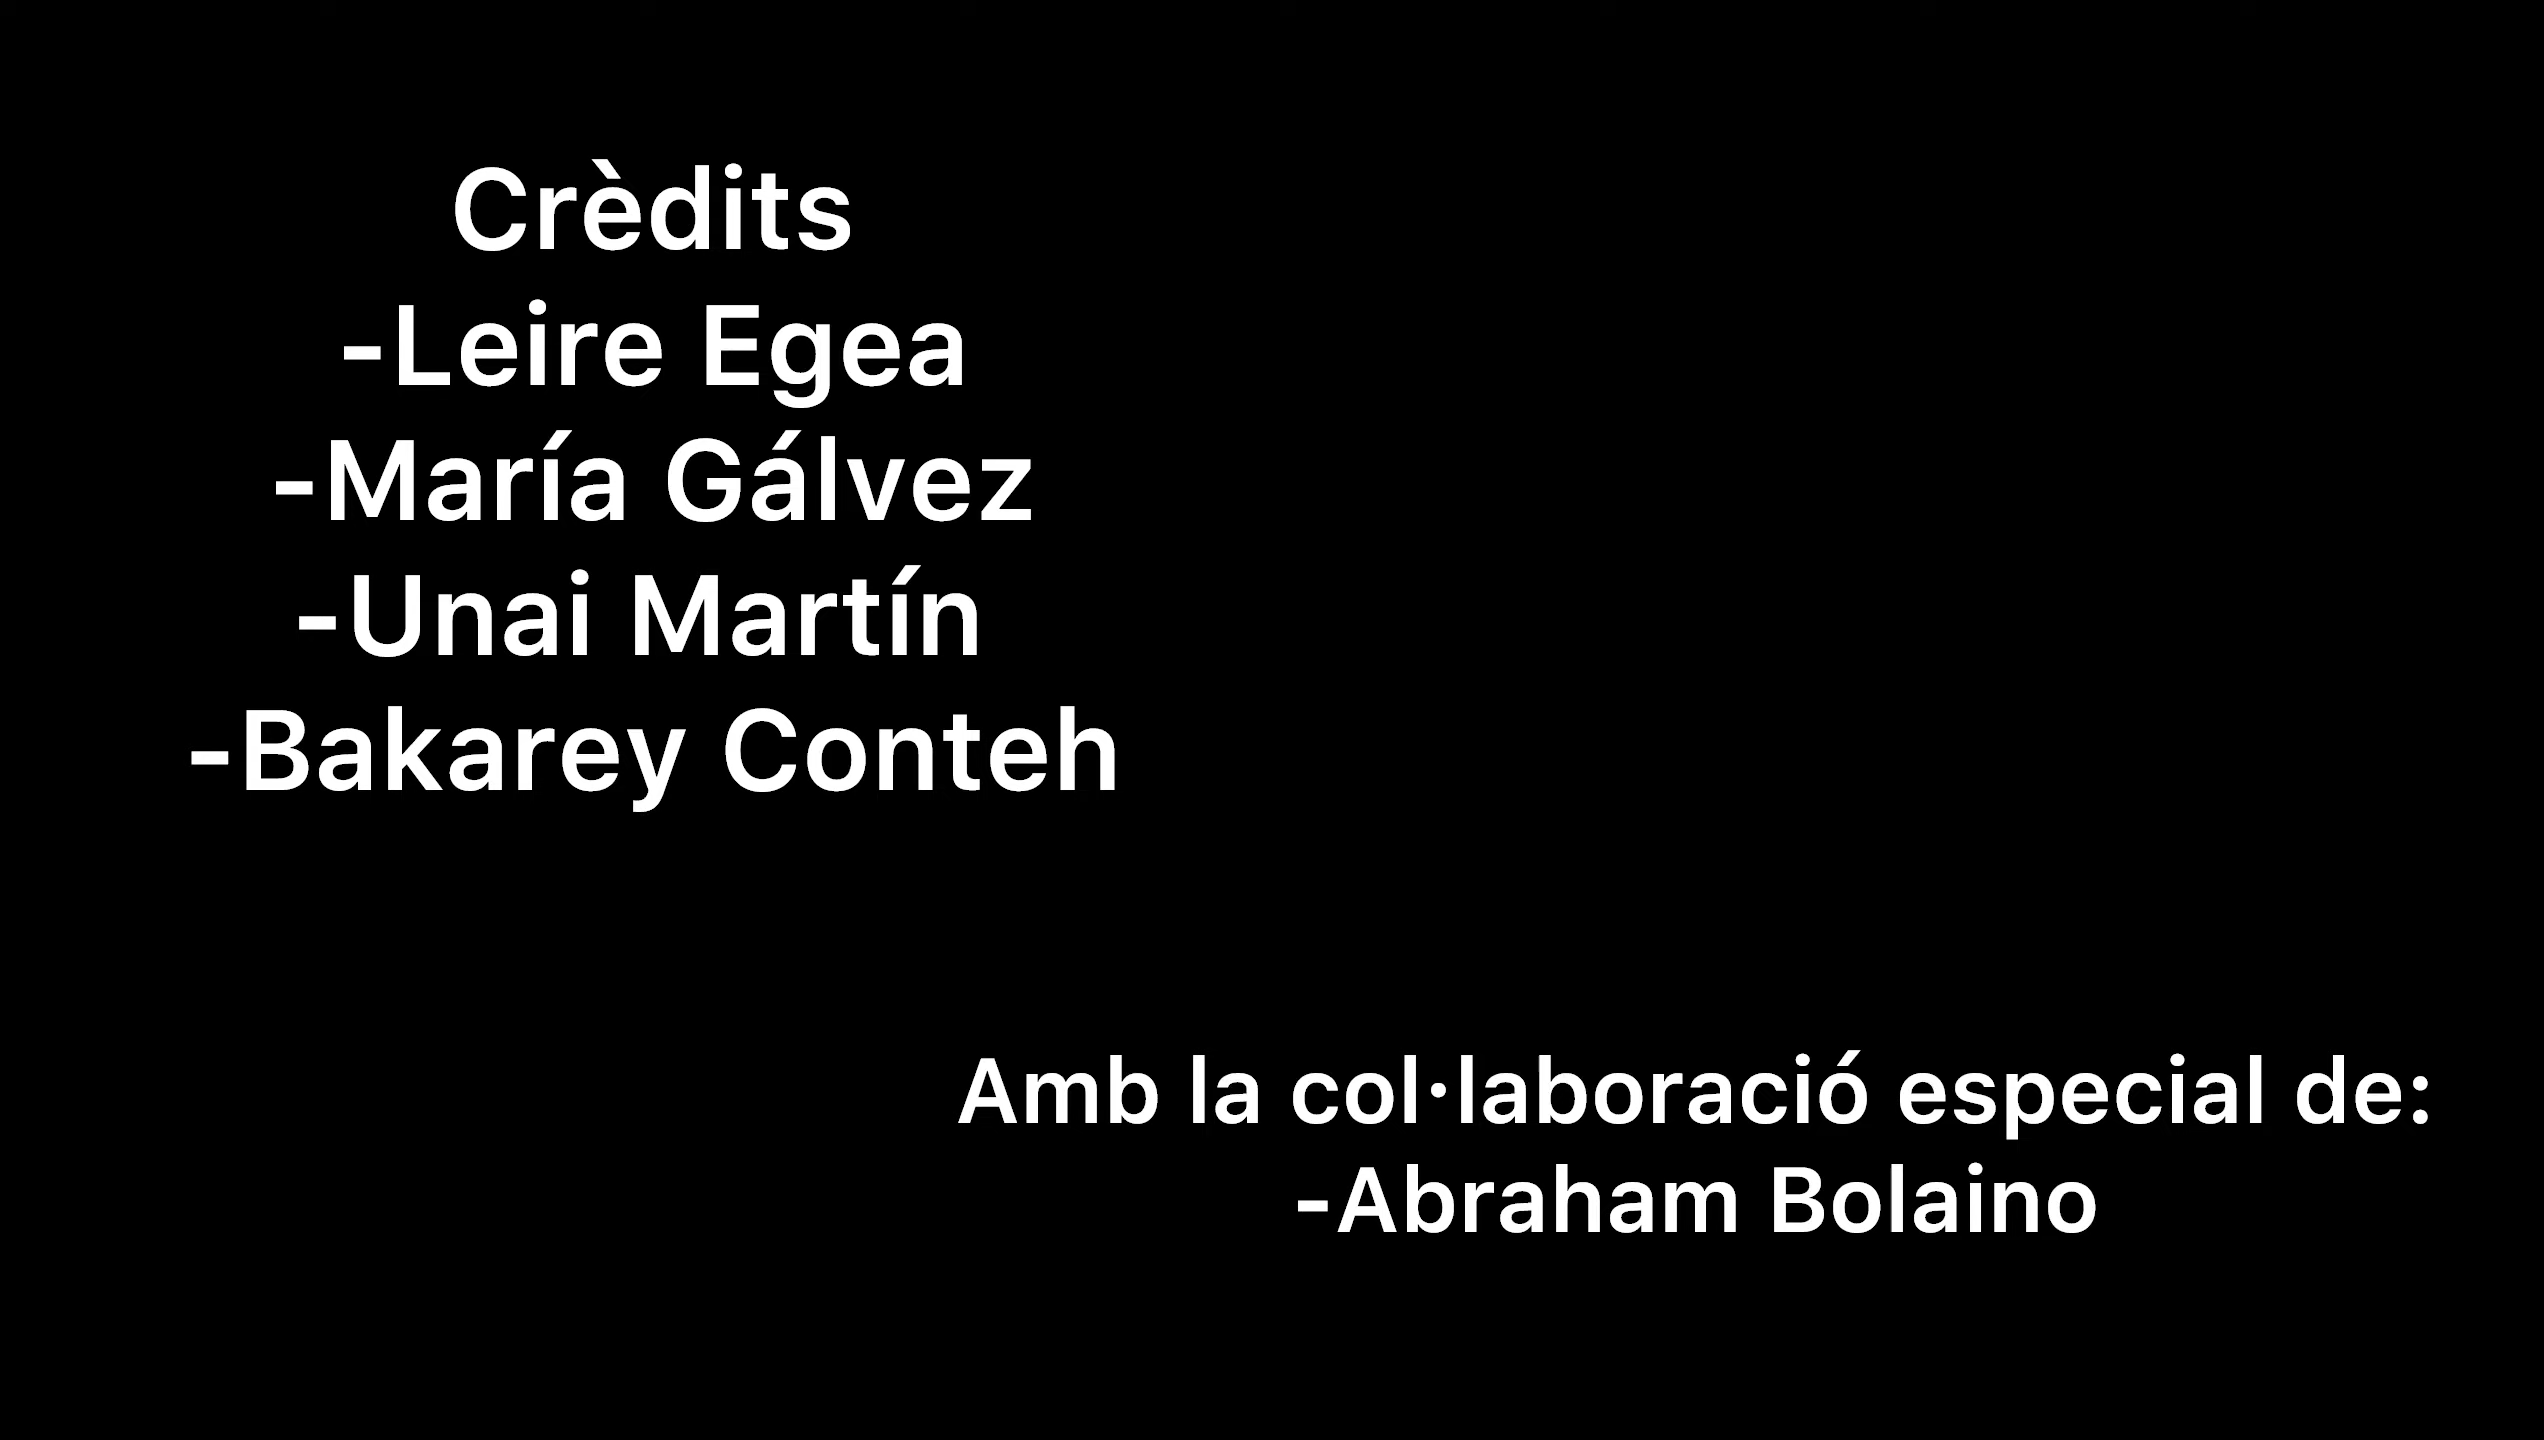 Crèdits
-Leire Egea
-María Gálvez
-Unai Martín
-Bakarey Conteh
Amb la col·laboració especial de:
-Abraham Bolaino